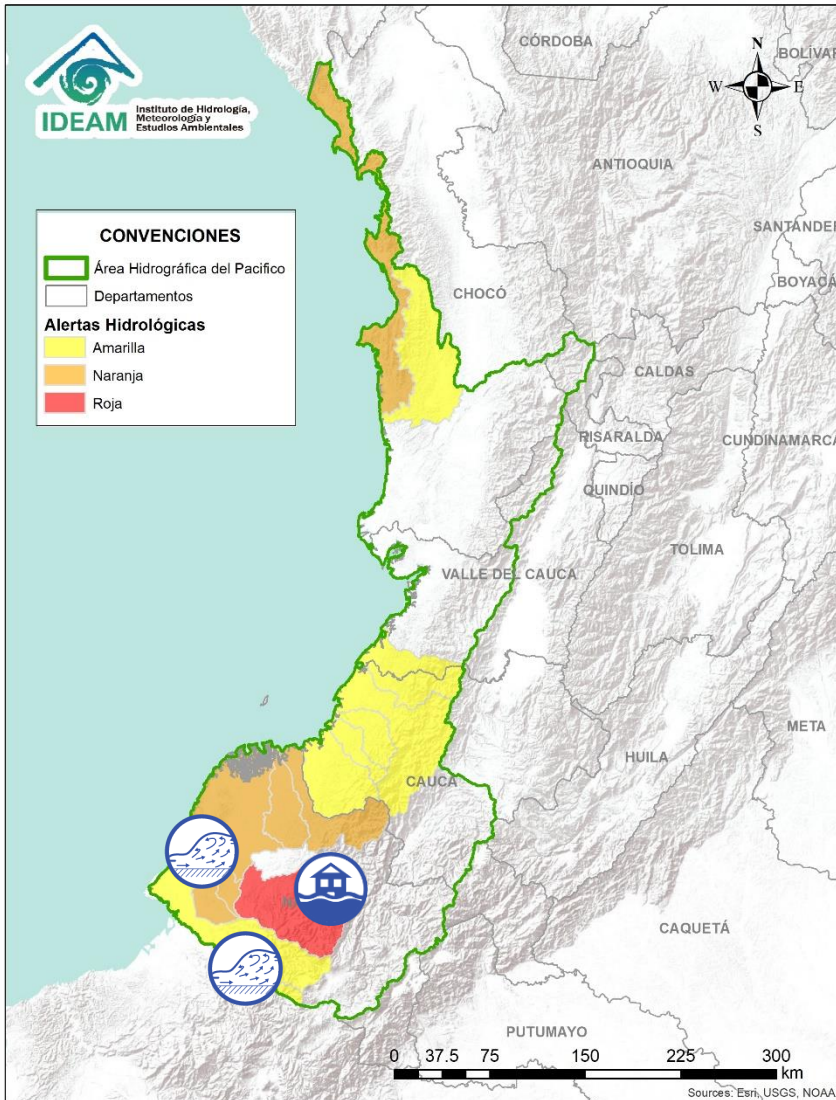 IDEAM
Instituto de Hidrología,
Meteorología y
Estudios Ambientales
CÓRDOBA
BOLÍVAR
N
W
E
S
ANTIOQUIA
SANTANDER
BOYACÁ
CONVENCIONES
Área Hidrográfica del Pacifico
Departamentos
Alertas Hidrológicas
Amarilla
Naranja
Roja
CHOCÓ
CALDAS
RISARALDA
CUNDINAMARCA
QUINDÍO
TOLIMA
VALLE DEL CAUCA
META
HUILA
CAUCA
CAQUETÁ
PUTUMAYO
0 37.5 75 150 225 300
km
Sources: Esri, USGS, NOAA